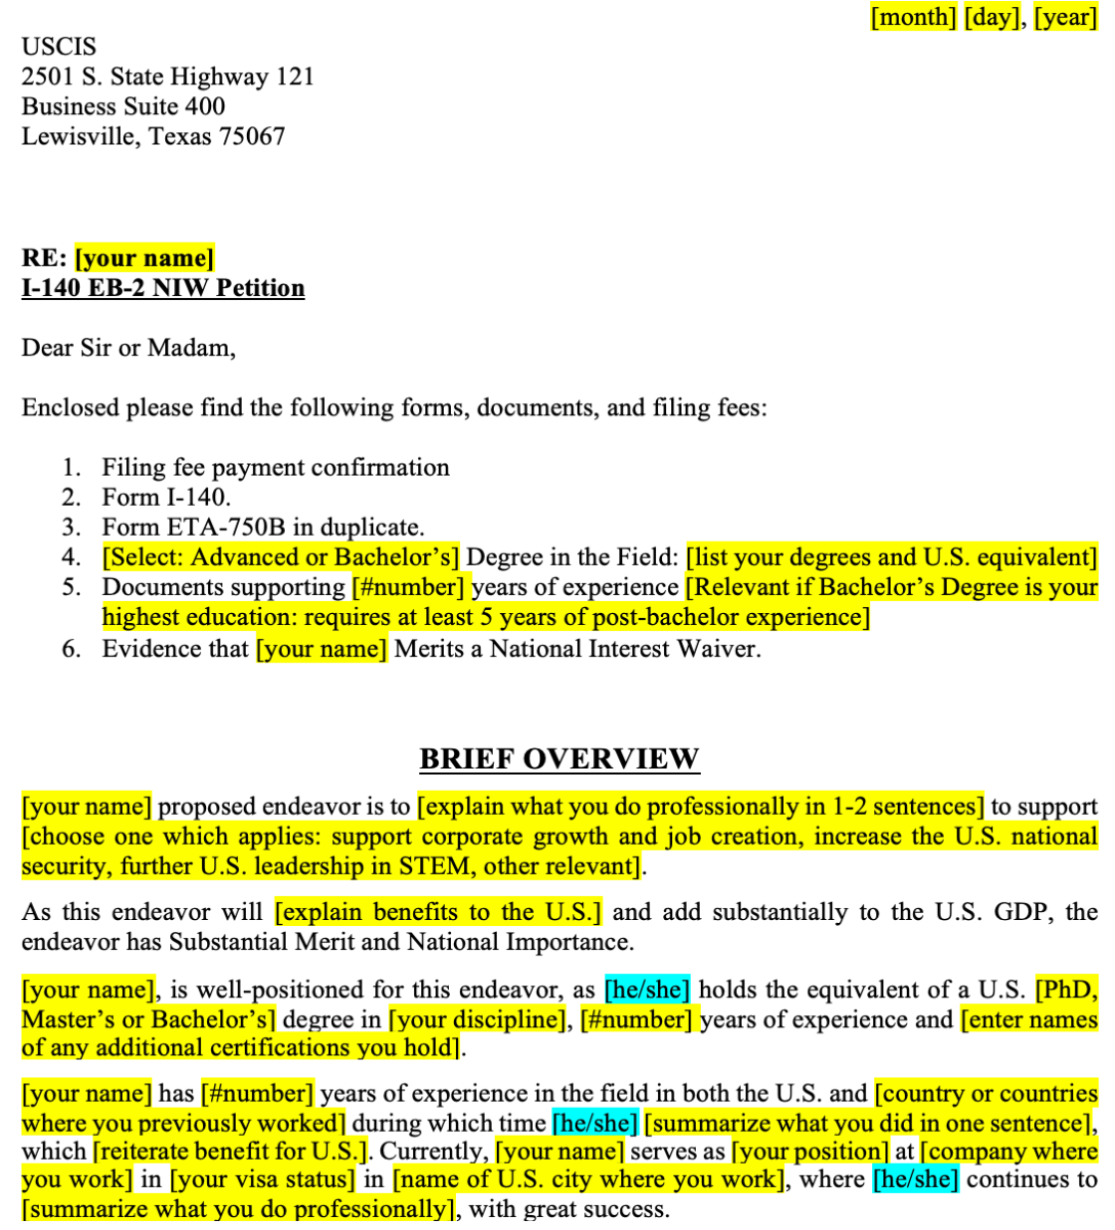 [month] [day], [year]
USCIS
2501 S. State Highway 121
Business Suite 400
Lewisville, Texas 75067
RE: [your name]
I-140 EB-2 NIW Petition
Dear Sir or Madam,
Enclosed please find the following forms, documents, and filing fees:
1. Filing fee payment confirmation
2. Form I-140.
3. Form ETA-750B in duplicate.
4. [Select: Advanced or Bachelor's] Degree in the Field: [list your degrees and U.S. equivalent]
5. Documents supporting [#number] years of experience [Relevant if Bachelor's Degree is your
highest education: requires at least 5 years of post-bachelor experience]
6. Evidence that [your name] Merits a National Interest Waiver.
BRIEF OVERVIEW
[your name] proposed endeavor is to [explain what you do professionally in 1-2 sentences] to support
[choose one which applies: support corporate growth and job creation, increase the U.S. national
security, further U.S. leadership in STEM, other relevant].
As this endeavor will [explain benefits to the U.S.] and add substantially to the U.S. GDP, the
endeavor has Substantial Merit and National Importance.
[your name], is well-positioned for this endeavor, as [he/she] holds the equivalent of a U.S. [PhD,
Master's or Bachelor's] degree in [your discipline], [#number] years of experience and [enter names
of any additional certifications you hold].
[your name] has [#number] years of experience in the field in both the U.S. and [country or countries
where you previously worked] during which time [he/she] [summarize what you did in one sentence],
which [reiterate benefit for U.S.]. Currently, [your name] serves as [your position] at [company where
you work] in [your visa status] in [name of U.S. city where you work], where [he/she] continues to
[summarize what you do professionally], with great success.